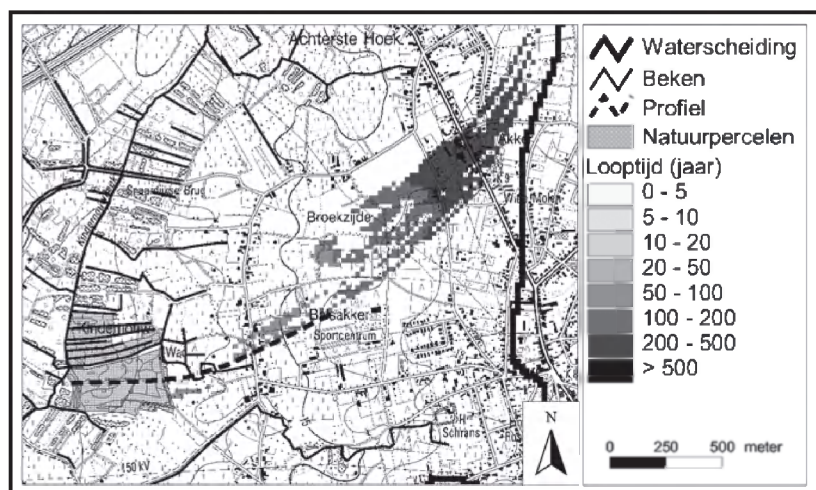 Achterste Hoek
Broekzijde
Sportcentrum
Schrans
150 kV
N
Waterscheiding
Beken
Profiel
Natuurpercelen
Looptijd (jaar)
0 - 5
5 - 10
10 - 20
20 - 50
50 - 100
100 - 200
200 - 500
> 500
0 250 500 meter